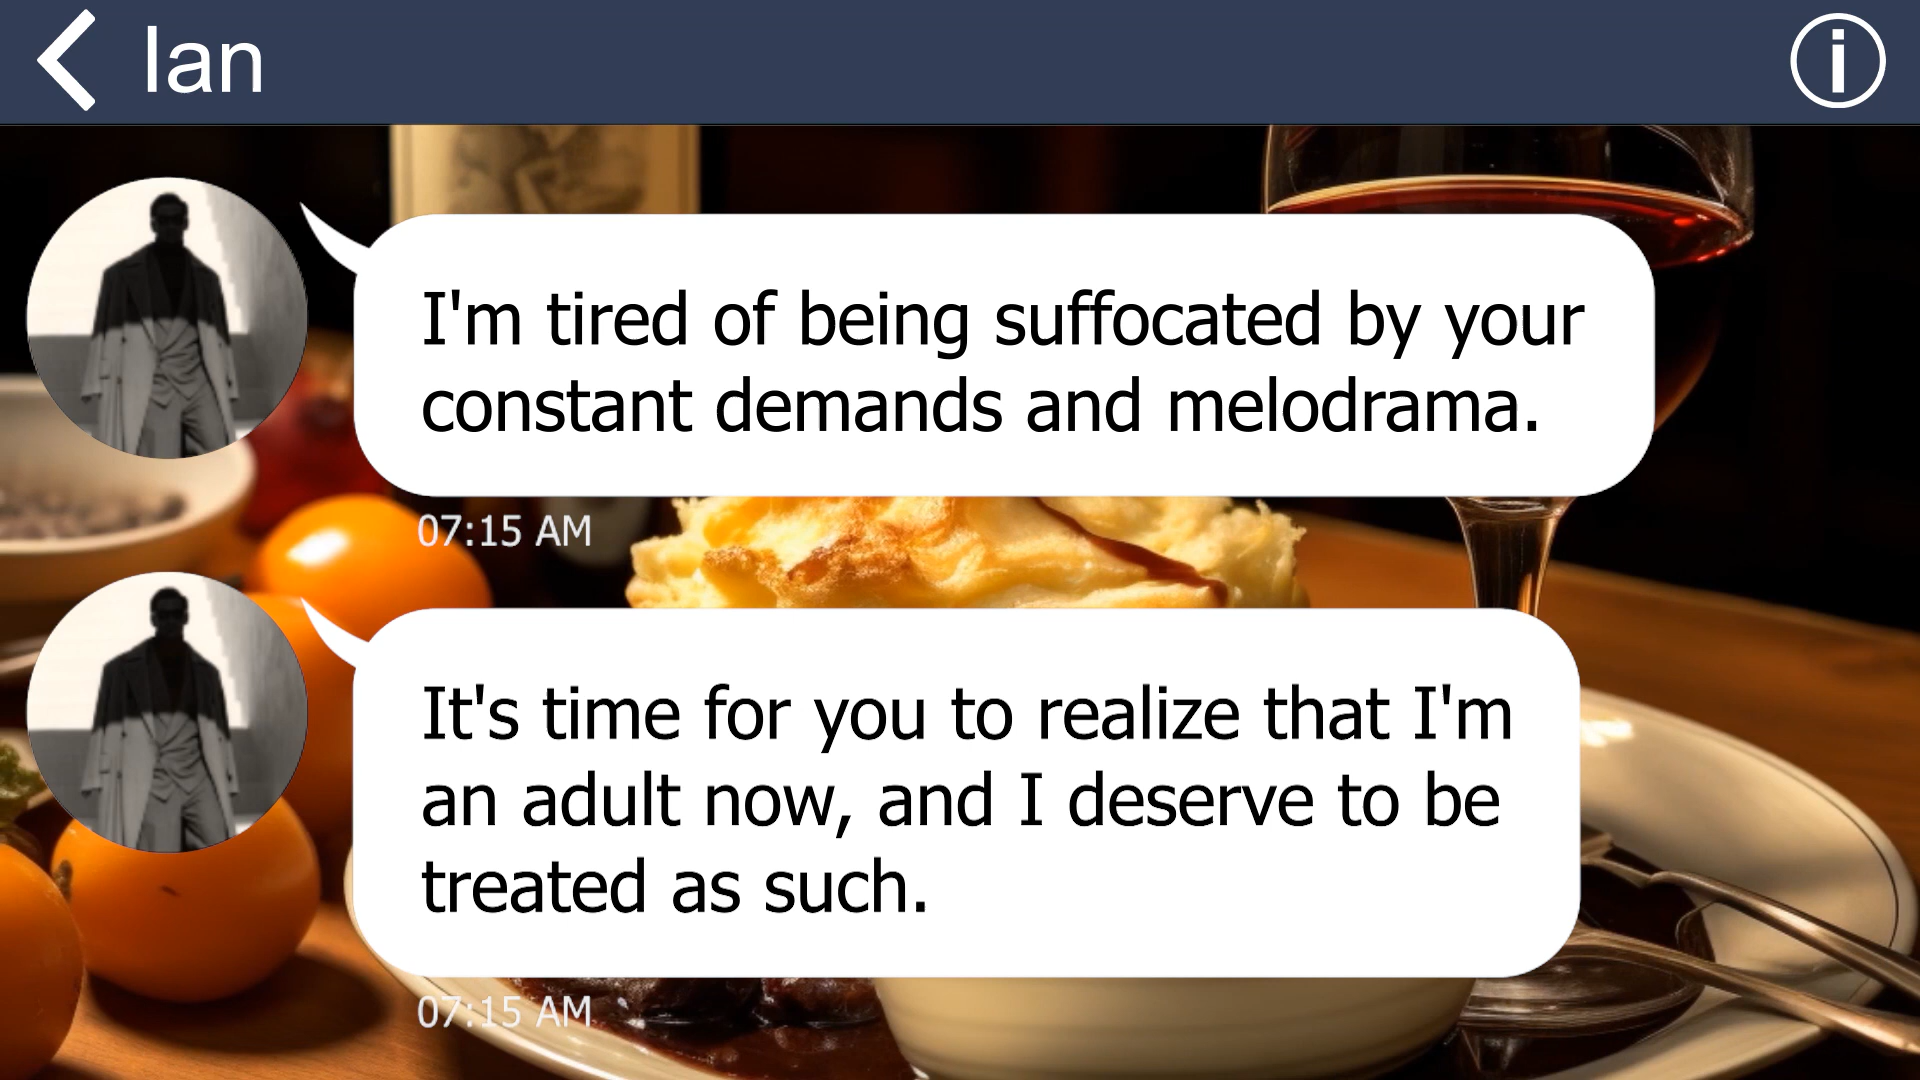 Ian
I'm tired of being suffocated by your
constant demands and melodrama.
07:15 AM
It's time for you to realize that I'm
an adult now, and I deserve to be
treated as such.
07:15 AM